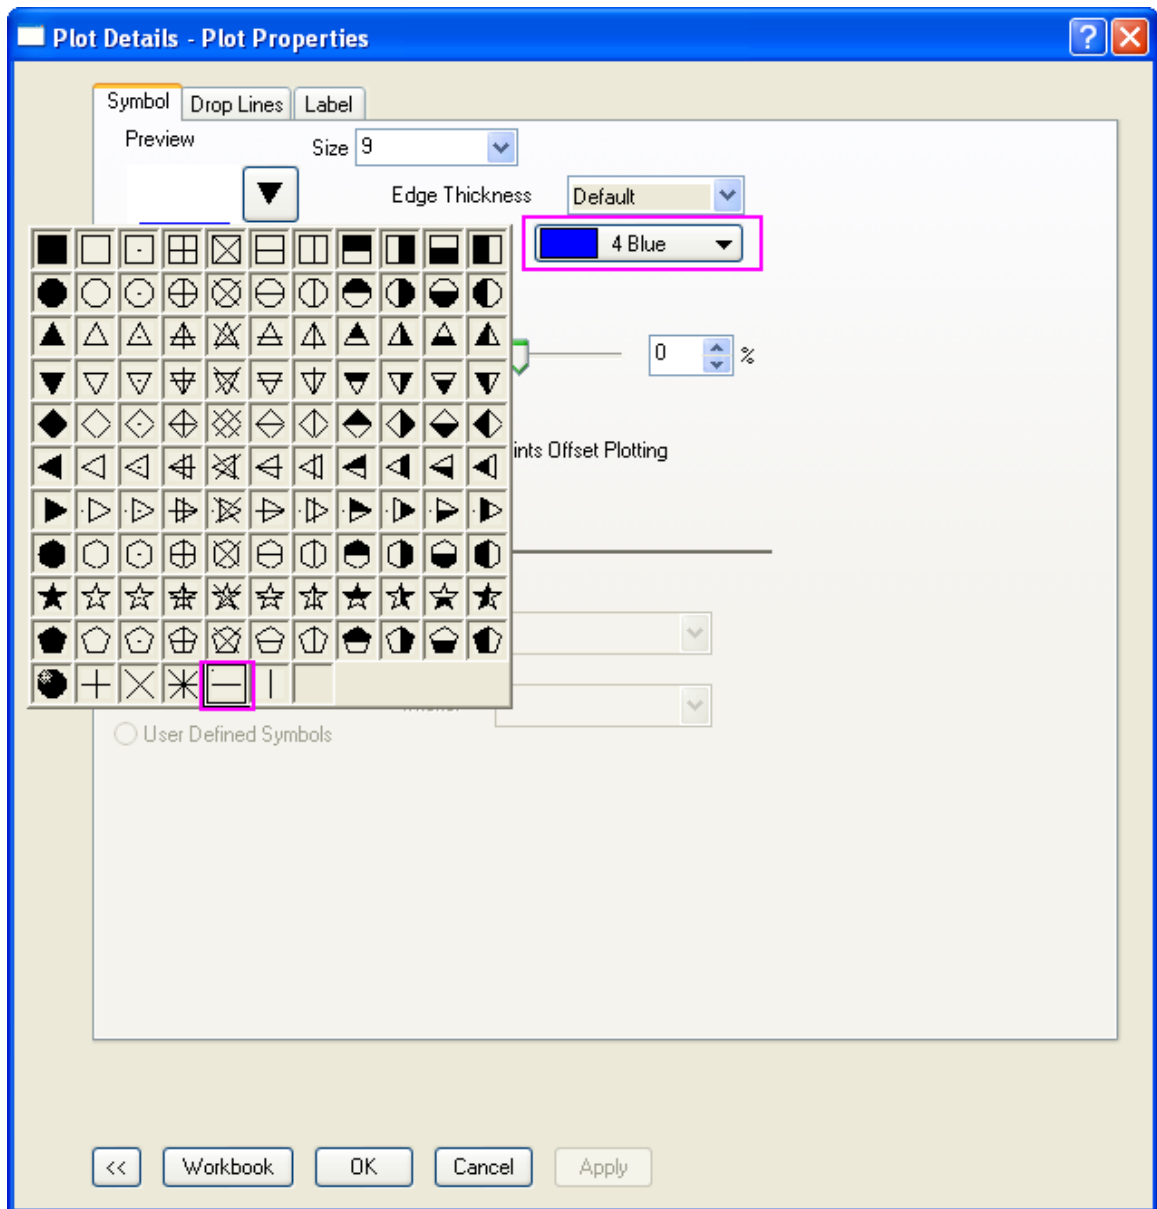 Plot Details - Plot Properties
Symbol Drop Lines Label
Preview Size 9
Edge Thickness Default
4 Blue
0 %
ints Offset Plotting
User Defined Symbols
<< Workbook OK Cancel Apply